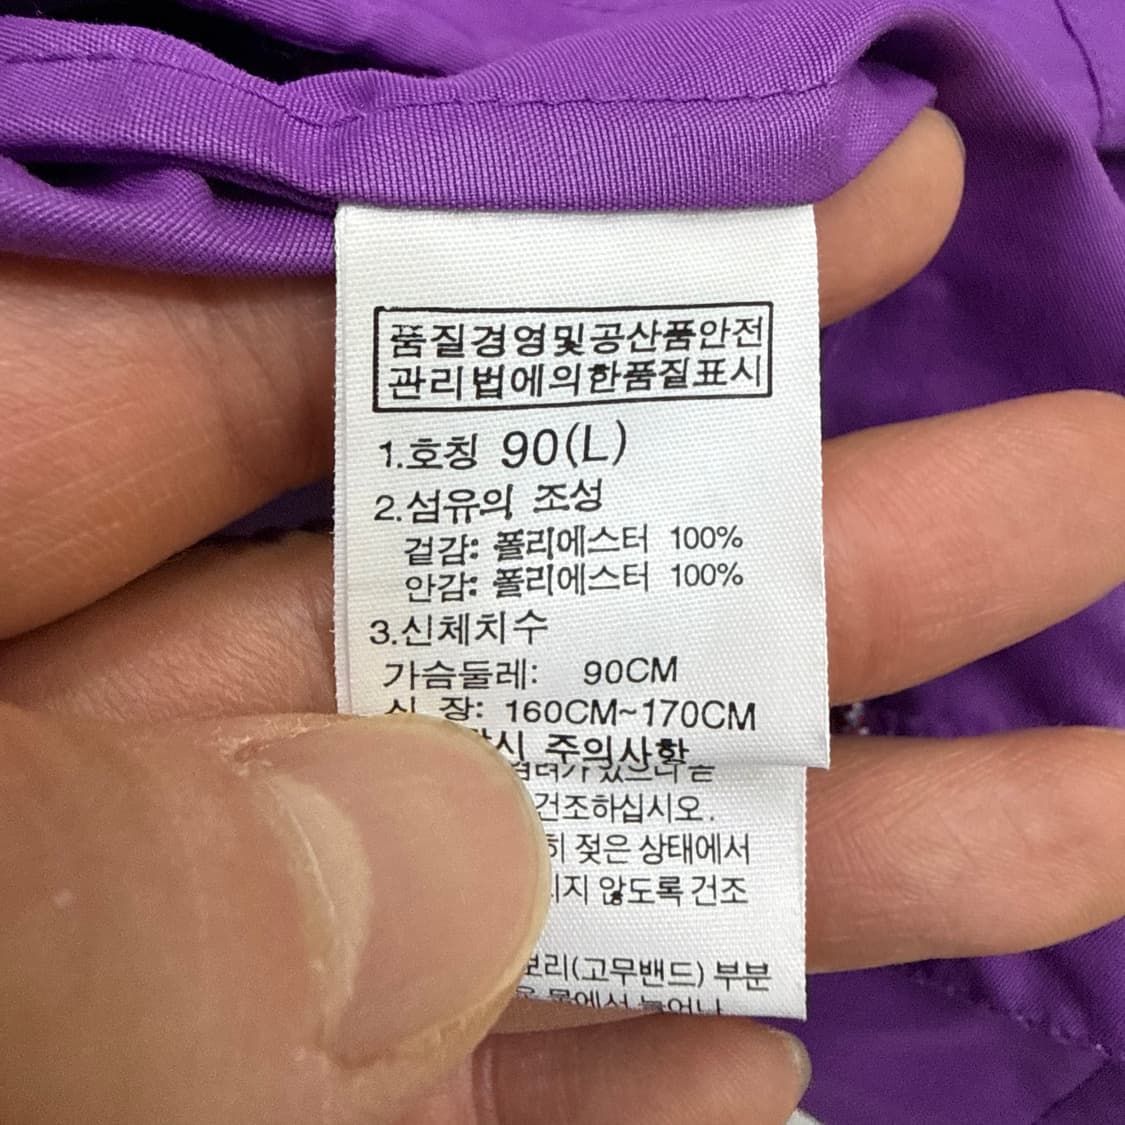 품질경영및공산품안전
관리법에의한품질표시
1.호칭 90(L)
2.섬유의 조성
겉감: 폴리에스터 100%
안감: 폴리에스터 100%
3.신체치수
가슴둘레: 90CM
신 장: 160CM~170CM
주의사항
건조하십시오.
젖은 상태에서
않도록 건조
(고무밴드) 부분